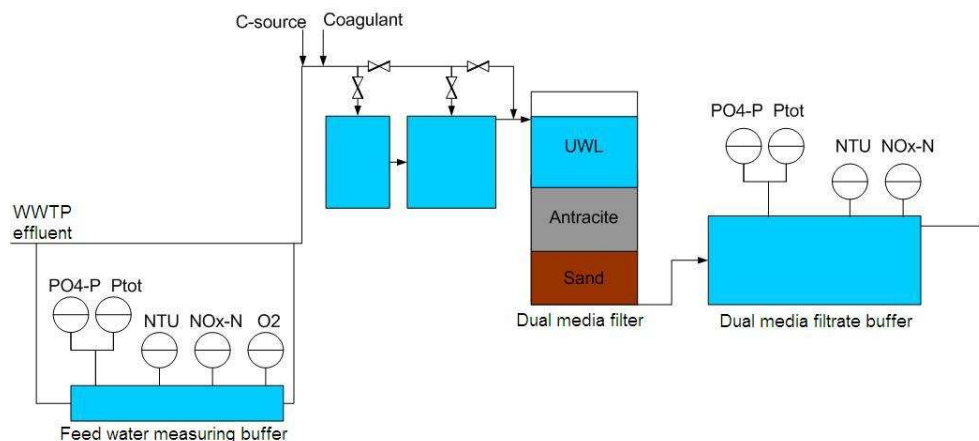 C-source Coagulant
PO4-P Ptot
NTU NOx-N
UWL
Antracite
Sand
WWTP
effluent
PO4-P Ptot
NTU NOx-N O2
Dual media filter
Dual media filtrate buffer
Feed water measuring buffer